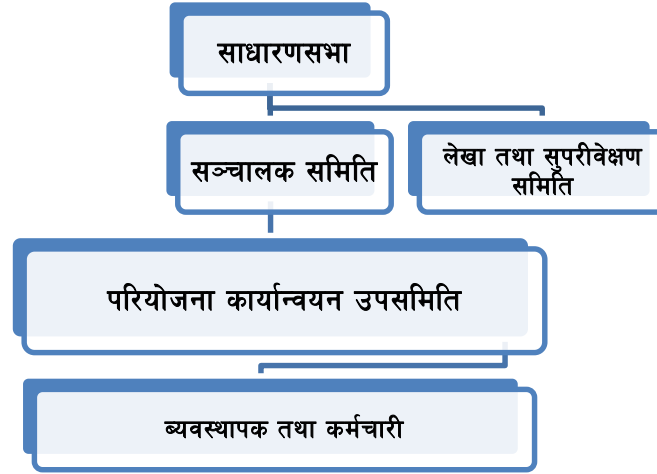 साधारणसभा
सञ्चालक समिति
लेखा तथा सुपरीवेक्षण
समिति
परियोजना कार्यान्वयन उपसमिति
ब्यवस्थापक तथा कर्मचारी